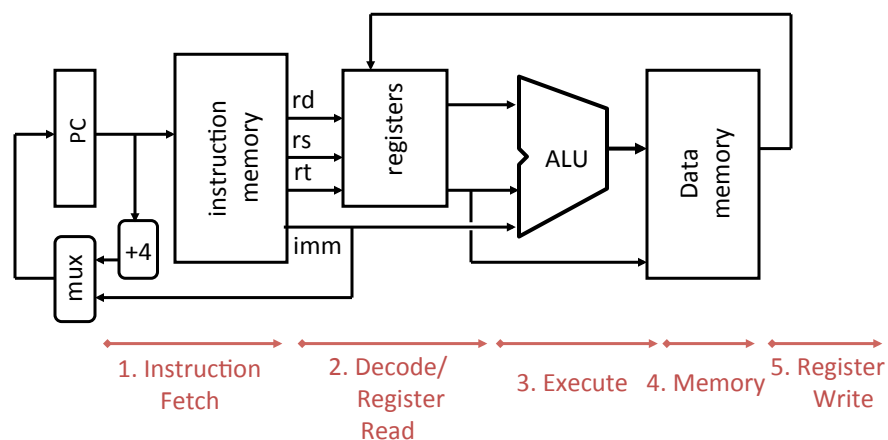 PC
+4
mux
instruction
memory
rd
rs
rt
imm
registers
ALU
Data
memory
1. Instruction
Fetch
2. Decode/
Register
Read
3. Execute
4. Memory
5. Register
Write